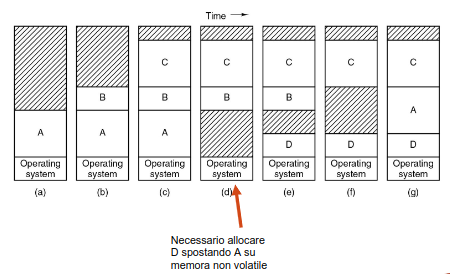 Time
C C C C C
B
A
B B B
A A
D D D
Operating system Operating system Operating system Operating system Operating system Operating system Operating system
(a) (b) (c) (d) (e) (f) (g)
Necessario allocare
D spostando A su
memora non volatile